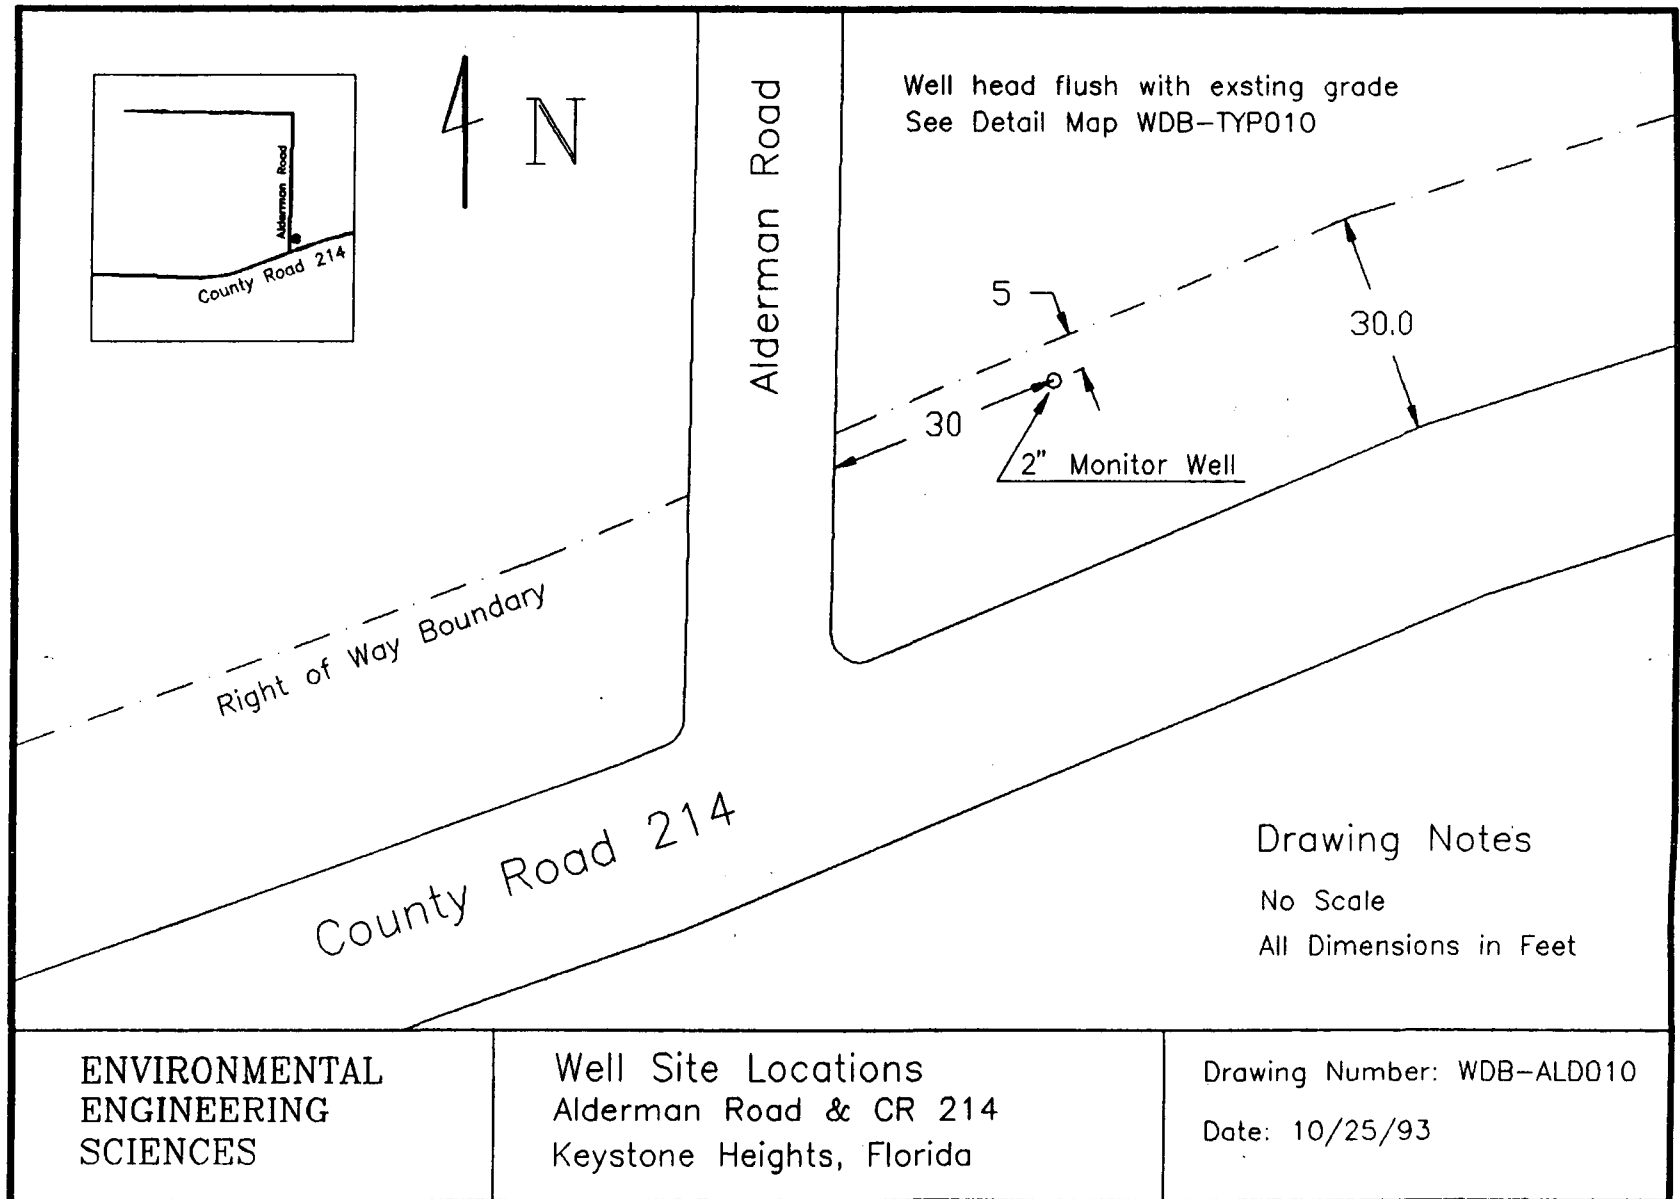 Alderman Road
County Road 214
N
Alderman Road
Well head flush with exsting grade
See Detail Map WDB-TYP010
5
30.0
30
2" Monitor Well
Right of Way Boundary
County Road 214
Drawing Notes
No Scale
All Dimensions in Feet
ENVIRONMENTAL
ENGINEERING
SCIENCES
Well Site Locations
Alderman Road & CR 214
Keystone Heights, Florida
Drawing Number: WDB-ALD010
Date: 10/25/93